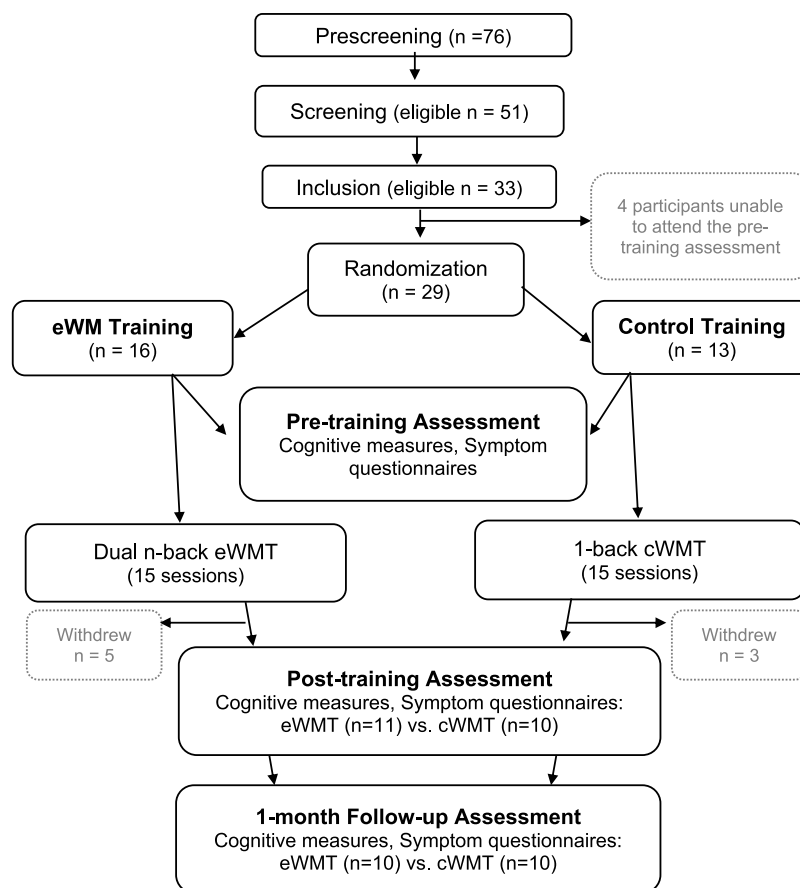 Prescreening (n =76)
Screening (eligible n = 51)
Inclusion (eligible n = 33)
4 participants unable
to attend the pre-
training assessment
Randomization
(n = 29)
eWM Training
(n = 16)
Control Training
(n = 13)
Pre-training Assessment
Cognitive measures, Symptom
questionnaires
Dual n-back eWMT
(15 sessions)
1-back cWMT
(15 sessions)
Withdrew
n = 5
Withdrew
n = 3
Post-training Assessment
Cognitive measures, Symptom questionnaires:
eWMT (n=11) vs. cWMT (n=10)
1-month Follow-up Assessment
Cognitive measures, Symptom questionnaires:
eWMT (n=10) vs. cWMT (n=10)